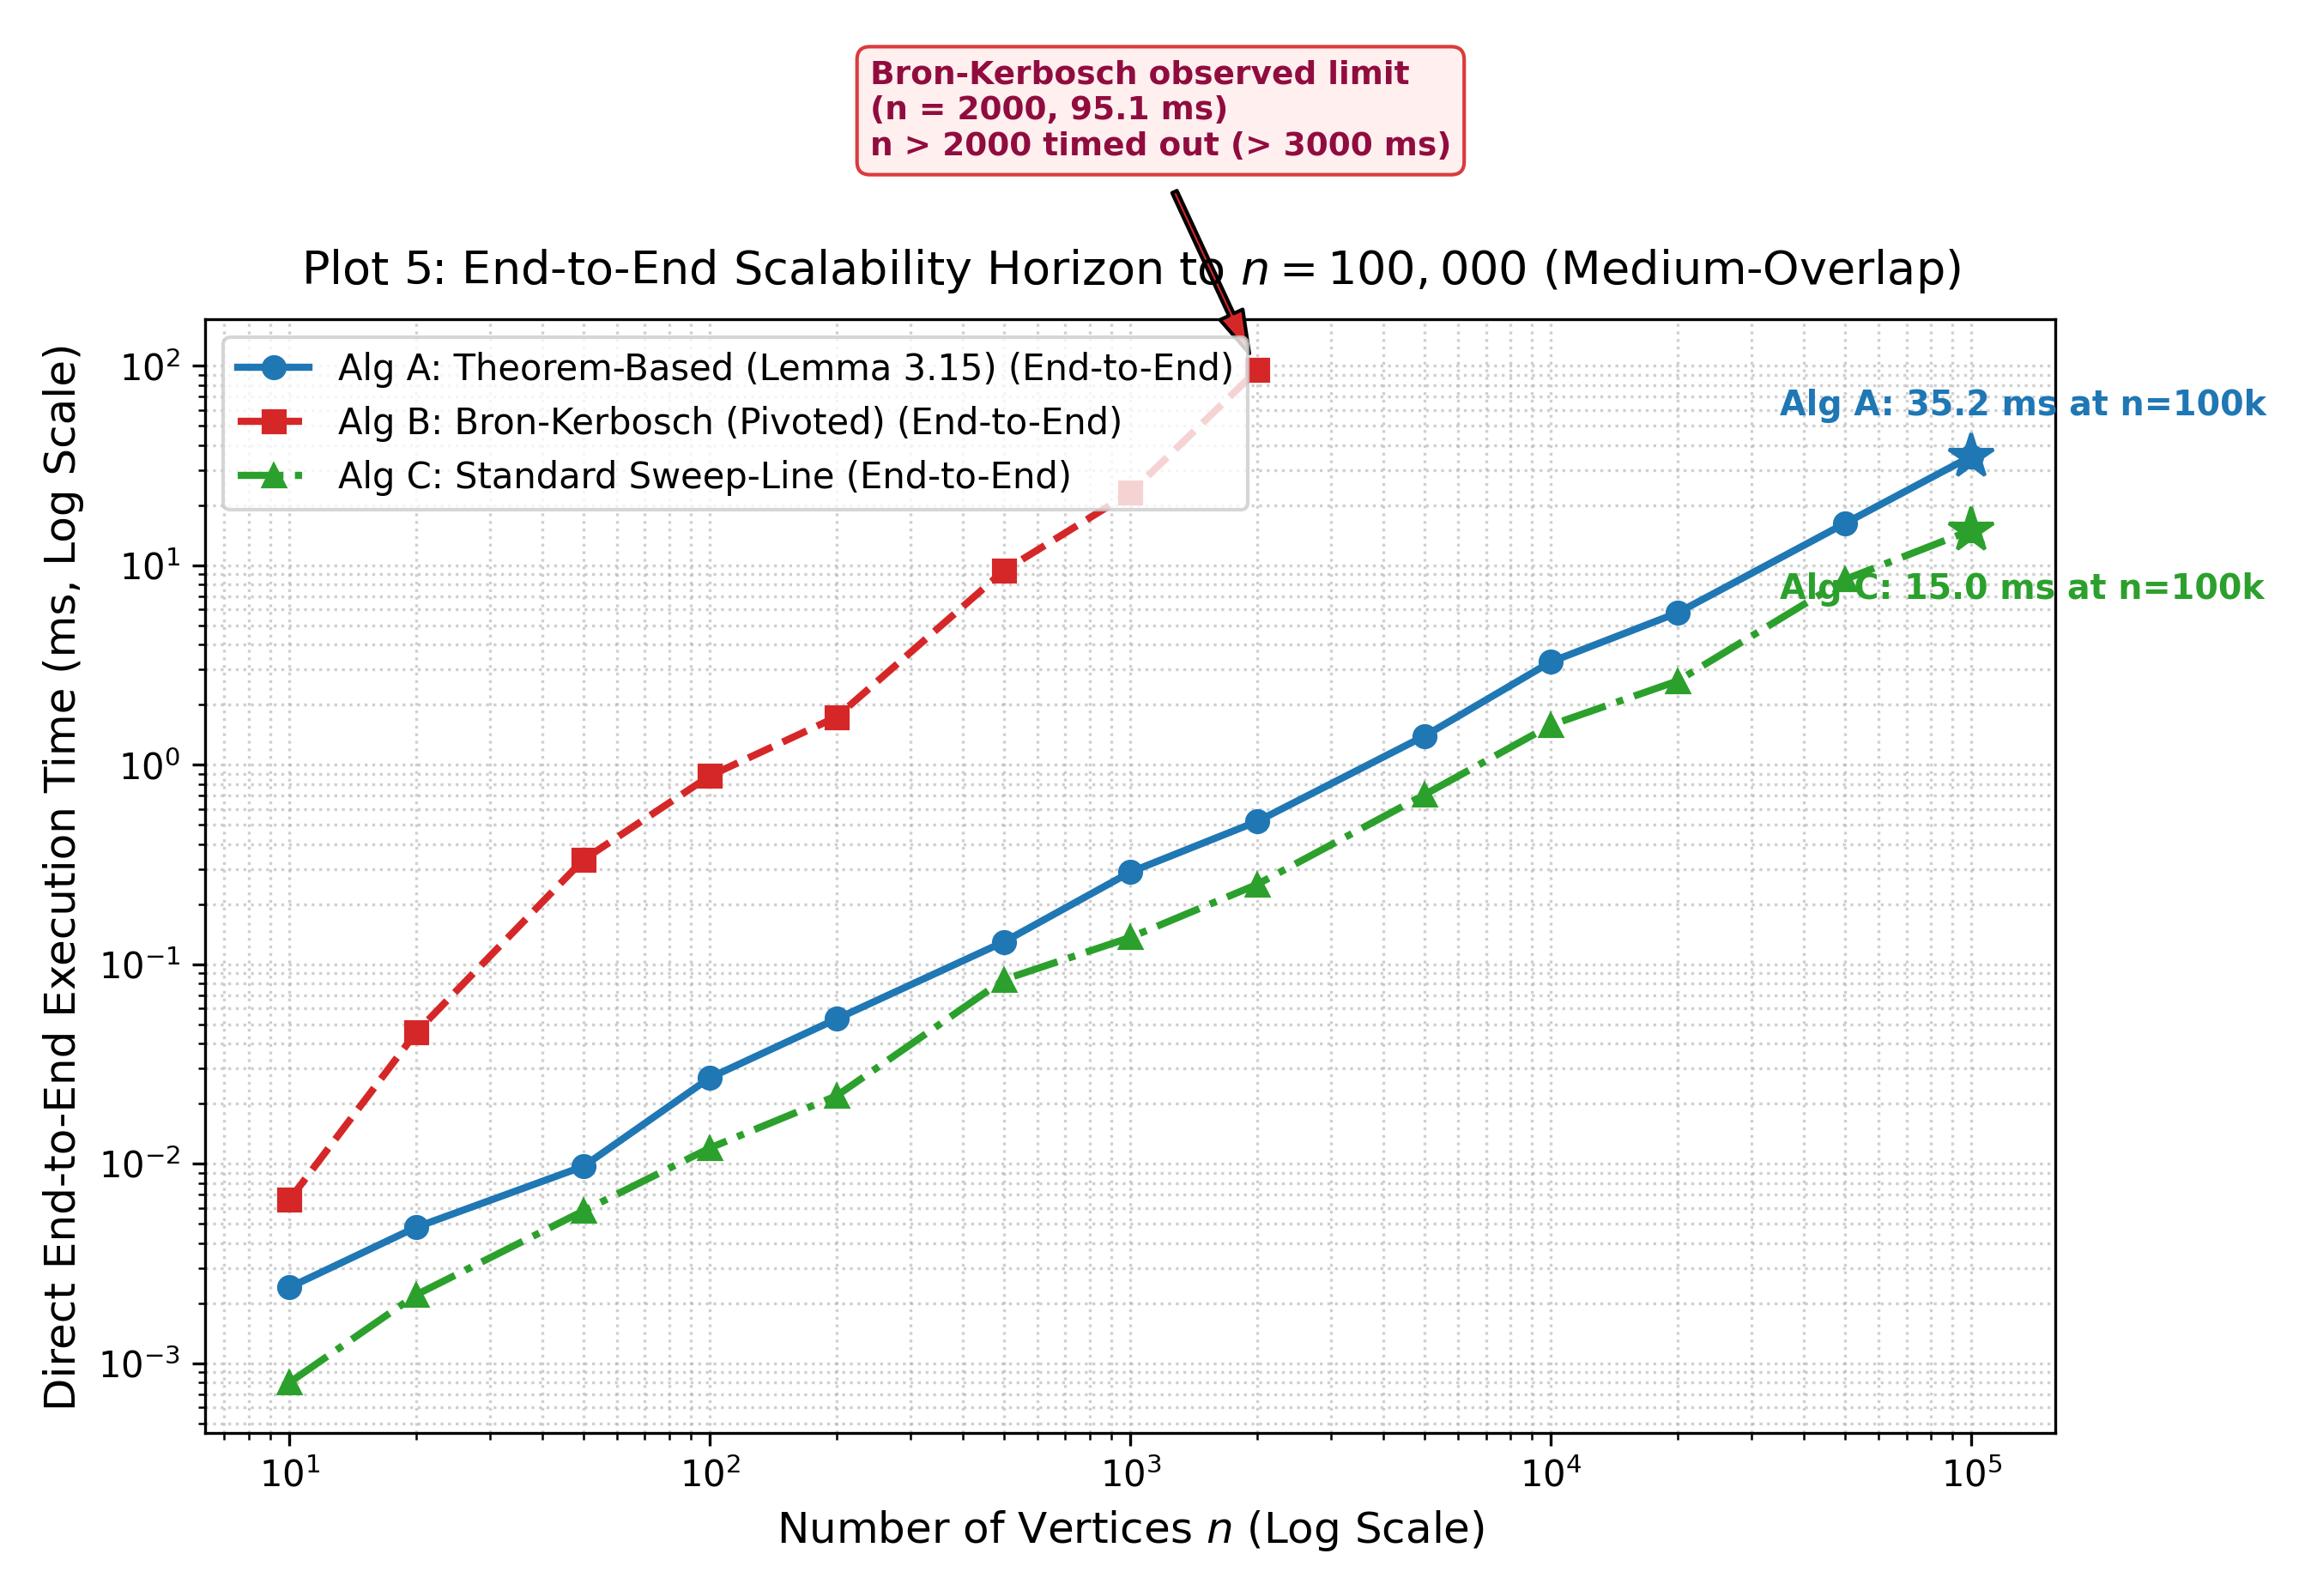 Bron-Kerbosch observed limit
(n = 2000, 95.1 ms)
n > 2000 timed out (> 3000 ms)
Plot 5: End-to-End Scalability Horizon to n = 100, 000 (Medium-Overlap)
Alg A: Theorem-Based (Lemma 3.15) (End-to-End)
Alg B: Bron-Kerbosch (Pivoted) (End-to-End)
Alg C: Standard Sweep-Line (End-to-End)
Alg A: 35.2 ms at n=100k
Alg C: 15.0 ms at n=100k
Direct End-to-End Execution Time (ms, Log Scale)
10²
10¹
10⁰
10⁻¹
10⁻²
10⁻³
10¹ 10² 10³ 10⁴ 10⁵
Number of Vertices n (Log Scale)